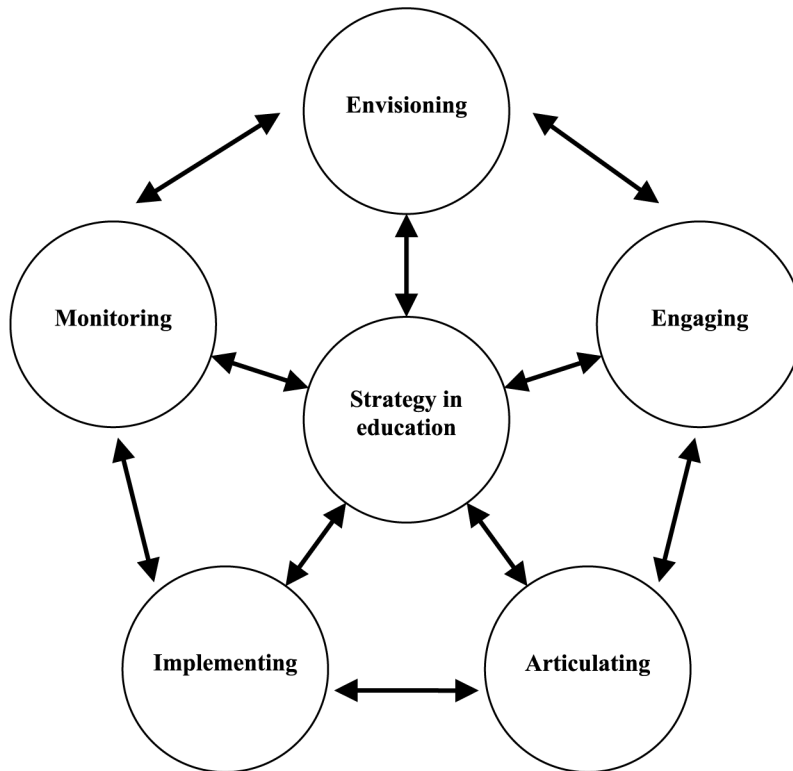 Envisioning
Monitoring
Engaging
Strategy in
education
Implementing
Articulating